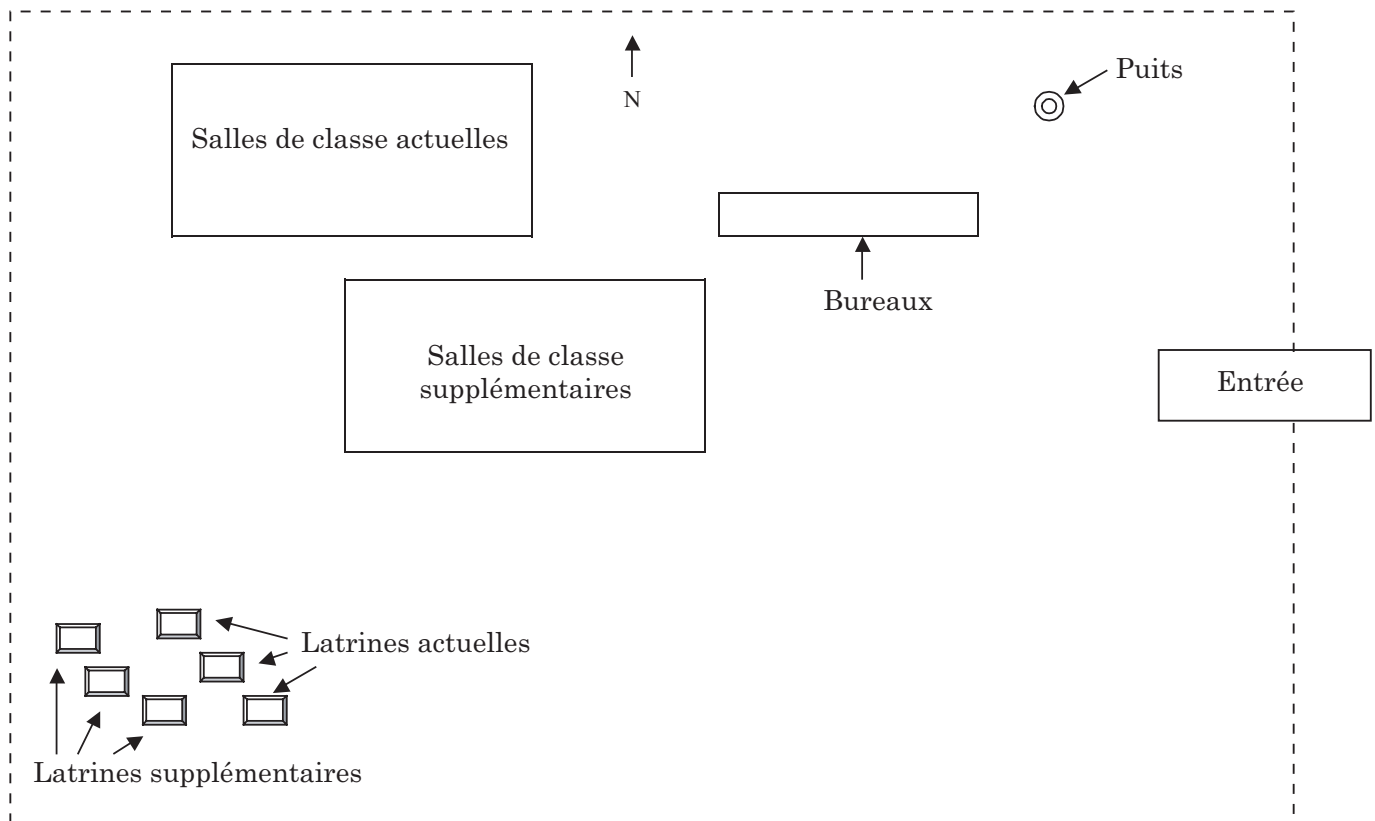 Puits
N
Salles de classe actuelles
Bureaux
Salles de classe
supplémentaires
Entrée
Latrines actuelles
Latrines supplémentaires